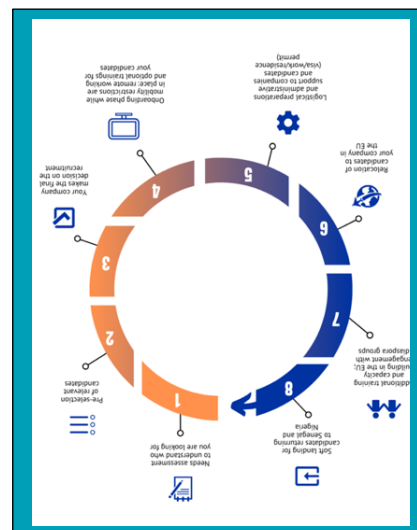 1
Needs assessment
to understand who
you are looking for
2
Pre-selection
of relevant
candidates
3
Your company
makes the final
decision on the
recruitment
4
Onboarding phase while
mobility restrictions are
in place: remote working
and optional trainings for
your candidates
5
Logistical preparations
and administrative
support to companies
and candidates
(visa/work/residence
permit)
6
Relocation of
candidates to
your company in
the EU
7
Additional training
and capacity
building in the EU;
engagement with
diaspora groups
8
Soft landing for
candidates returning
to Senegal and
Nigeria